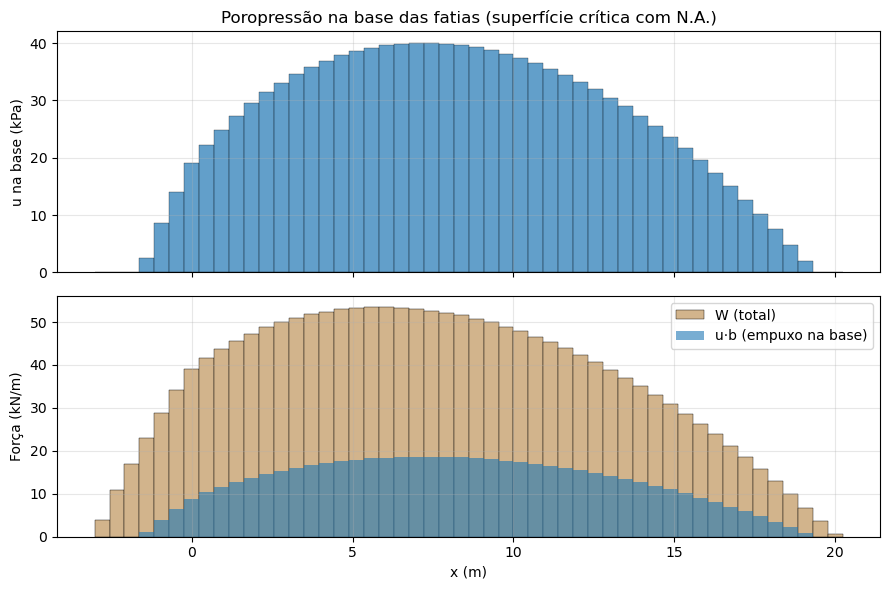 Poropressão na base das fatias (superfície crítica com N.A.)
u na base (kPa)
40
30
20
10
0
Força (kN/m)
50
40
30
20
10
0
W (total)
u·b (empuxo na base)
0 5 10 15 20
x (m)